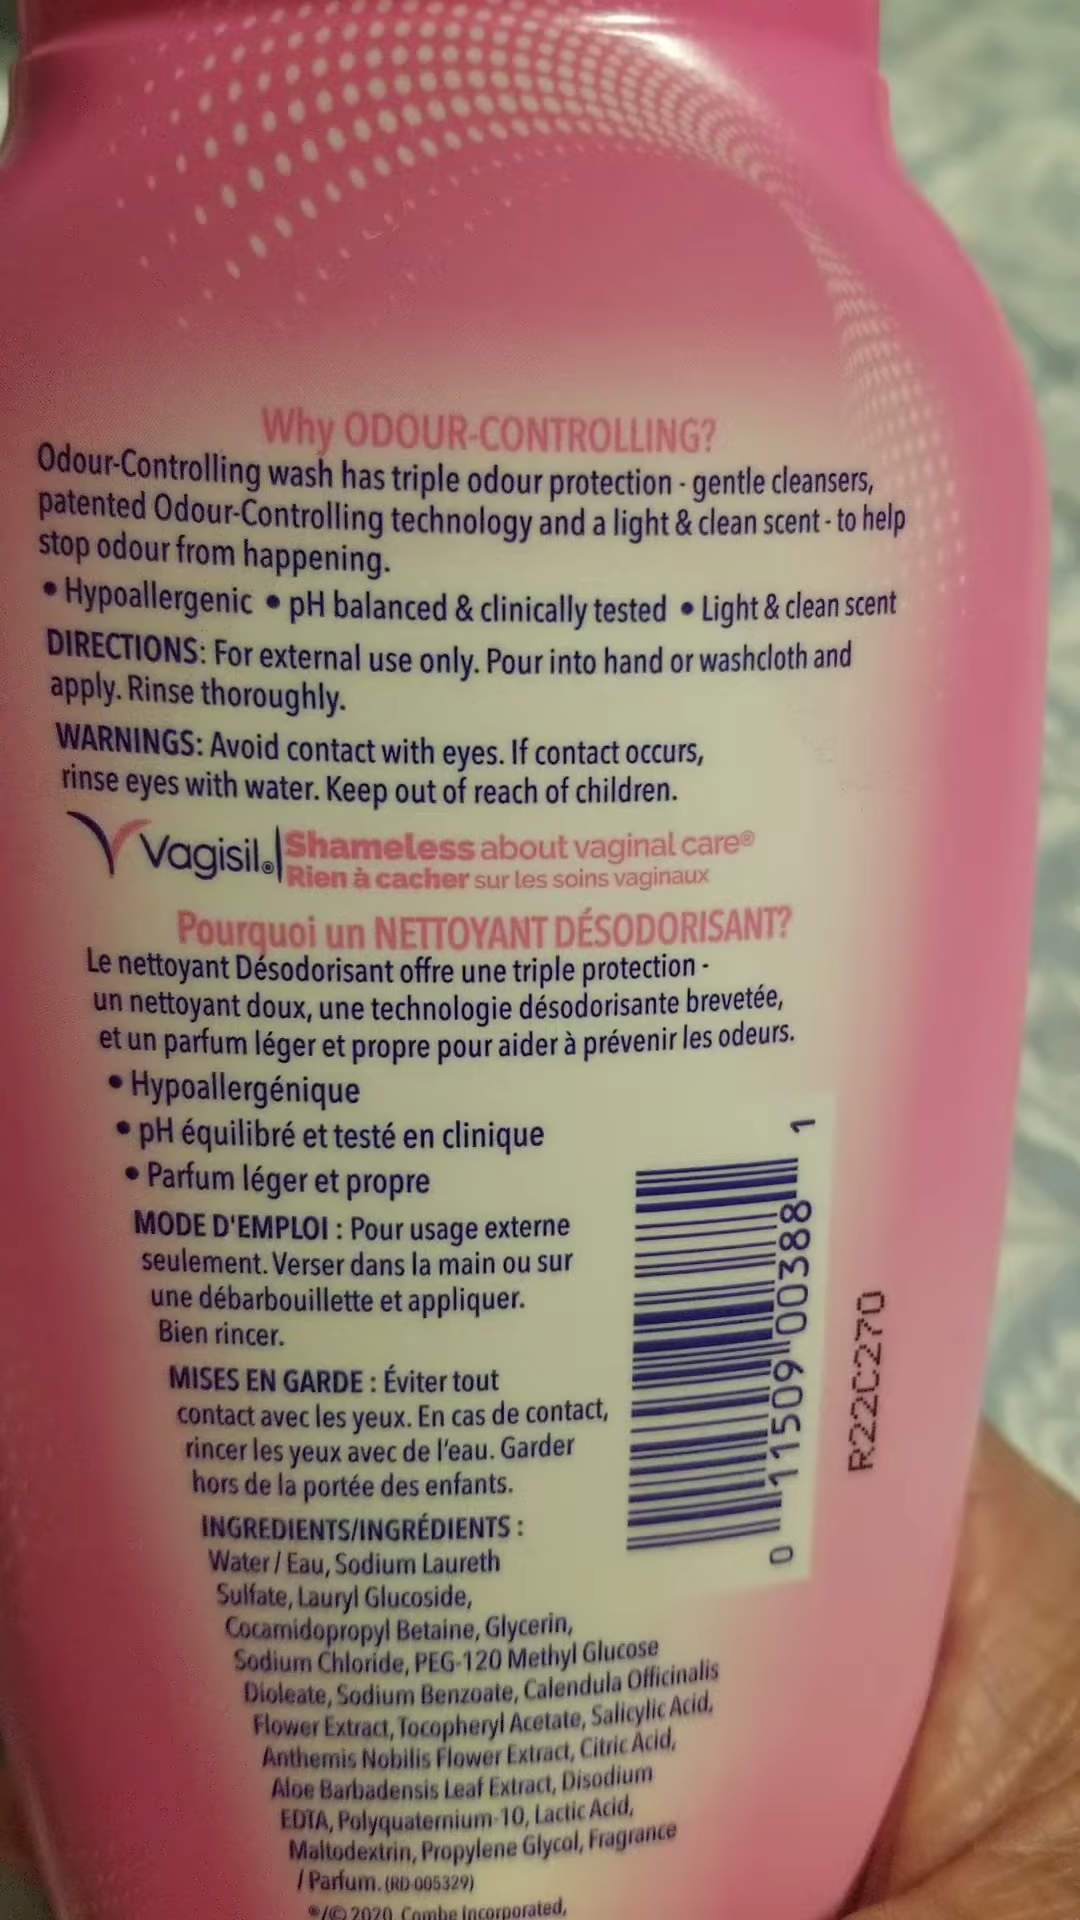 Why ODOUR-CONTROLLING?
Odour-Controlling wash has triple odour protection - gentle cleansers,
patented Odour-Controlling technology and a light & clean scent - to help
stop odour from happening.
• Hypoallergenic • pH balanced & clinically tested • Light & clean scent
DIRECTIONS: For external use only. Pour into hand or washcloth and
apply. Rinse thoroughly.
WARNINGS: Avoid contact with eyes. If contact occurs,
rinse eyes with water. Keep out of reach of children.
Vagisil® Shameless about vaginal care®
Rien à cacher sur les soins vaginaux
Pourquoi un NETTOYANT DÉSODORISANT?
Le nettoyant Désodorisant offre une triple protection -
un nettoyant doux, une technologie désodorisante brevetée,
et un parfum léger et propre pour aider à prévenir les odeurs.
• Hypoallergénique
• pH équilibré et testé en clinique
• Parfum léger et propre
MODE D'EMPLOI : Pour usage externe
seulement. Verser dans la main ou sur
une débarbouillette et appliquer.
Bien rincer.
MISES EN GARDE : Éviter tout
contact avec les yeux. En cas de contact,
rincer les yeux avec de l'eau. Garder
hors de la portée des enfants.
INGREDIENTS/INGRÉDIENTS :
Water / Eau, Sodium Laureth
Sulfate, Lauryl Glucoside,
Cocamidopropyl Betaine, Glycerin,
Sodium Chloride, PEG-120 Methyl Glucose
Dioleate, Sodium Benzoate, Calendula Officinalis
Flower Extract, Tocopheryl Acetate, Salicylic Acid,
Anthemis Nobilis Flower Extract, Citric Acid,
Aloe Barbadensis Leaf Extract, Disodium
EDTA, Polyquaternium-10, Lactic Acid,
Maltodextrin, Propylene Glycol, Fragrance
/ Parfum. (RD-005329)
®/© 2020 Combe Incorporated,
0 11509 00388 1
R22C270